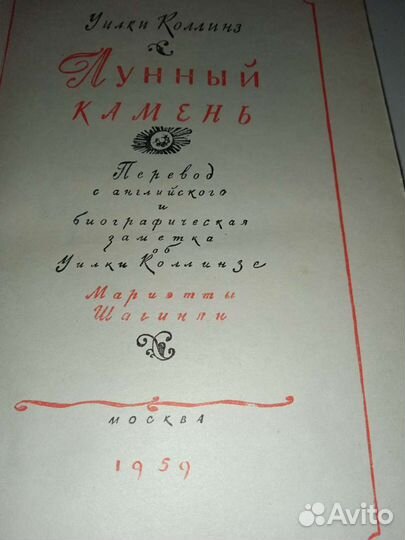 Уилки Коллинз
Лунный
камень
Перевод
с английского
и
биографическая
заметка
об
Уилки Коллинзе
Мариэтты
Шагинян
МОСКВА
1959
Avito